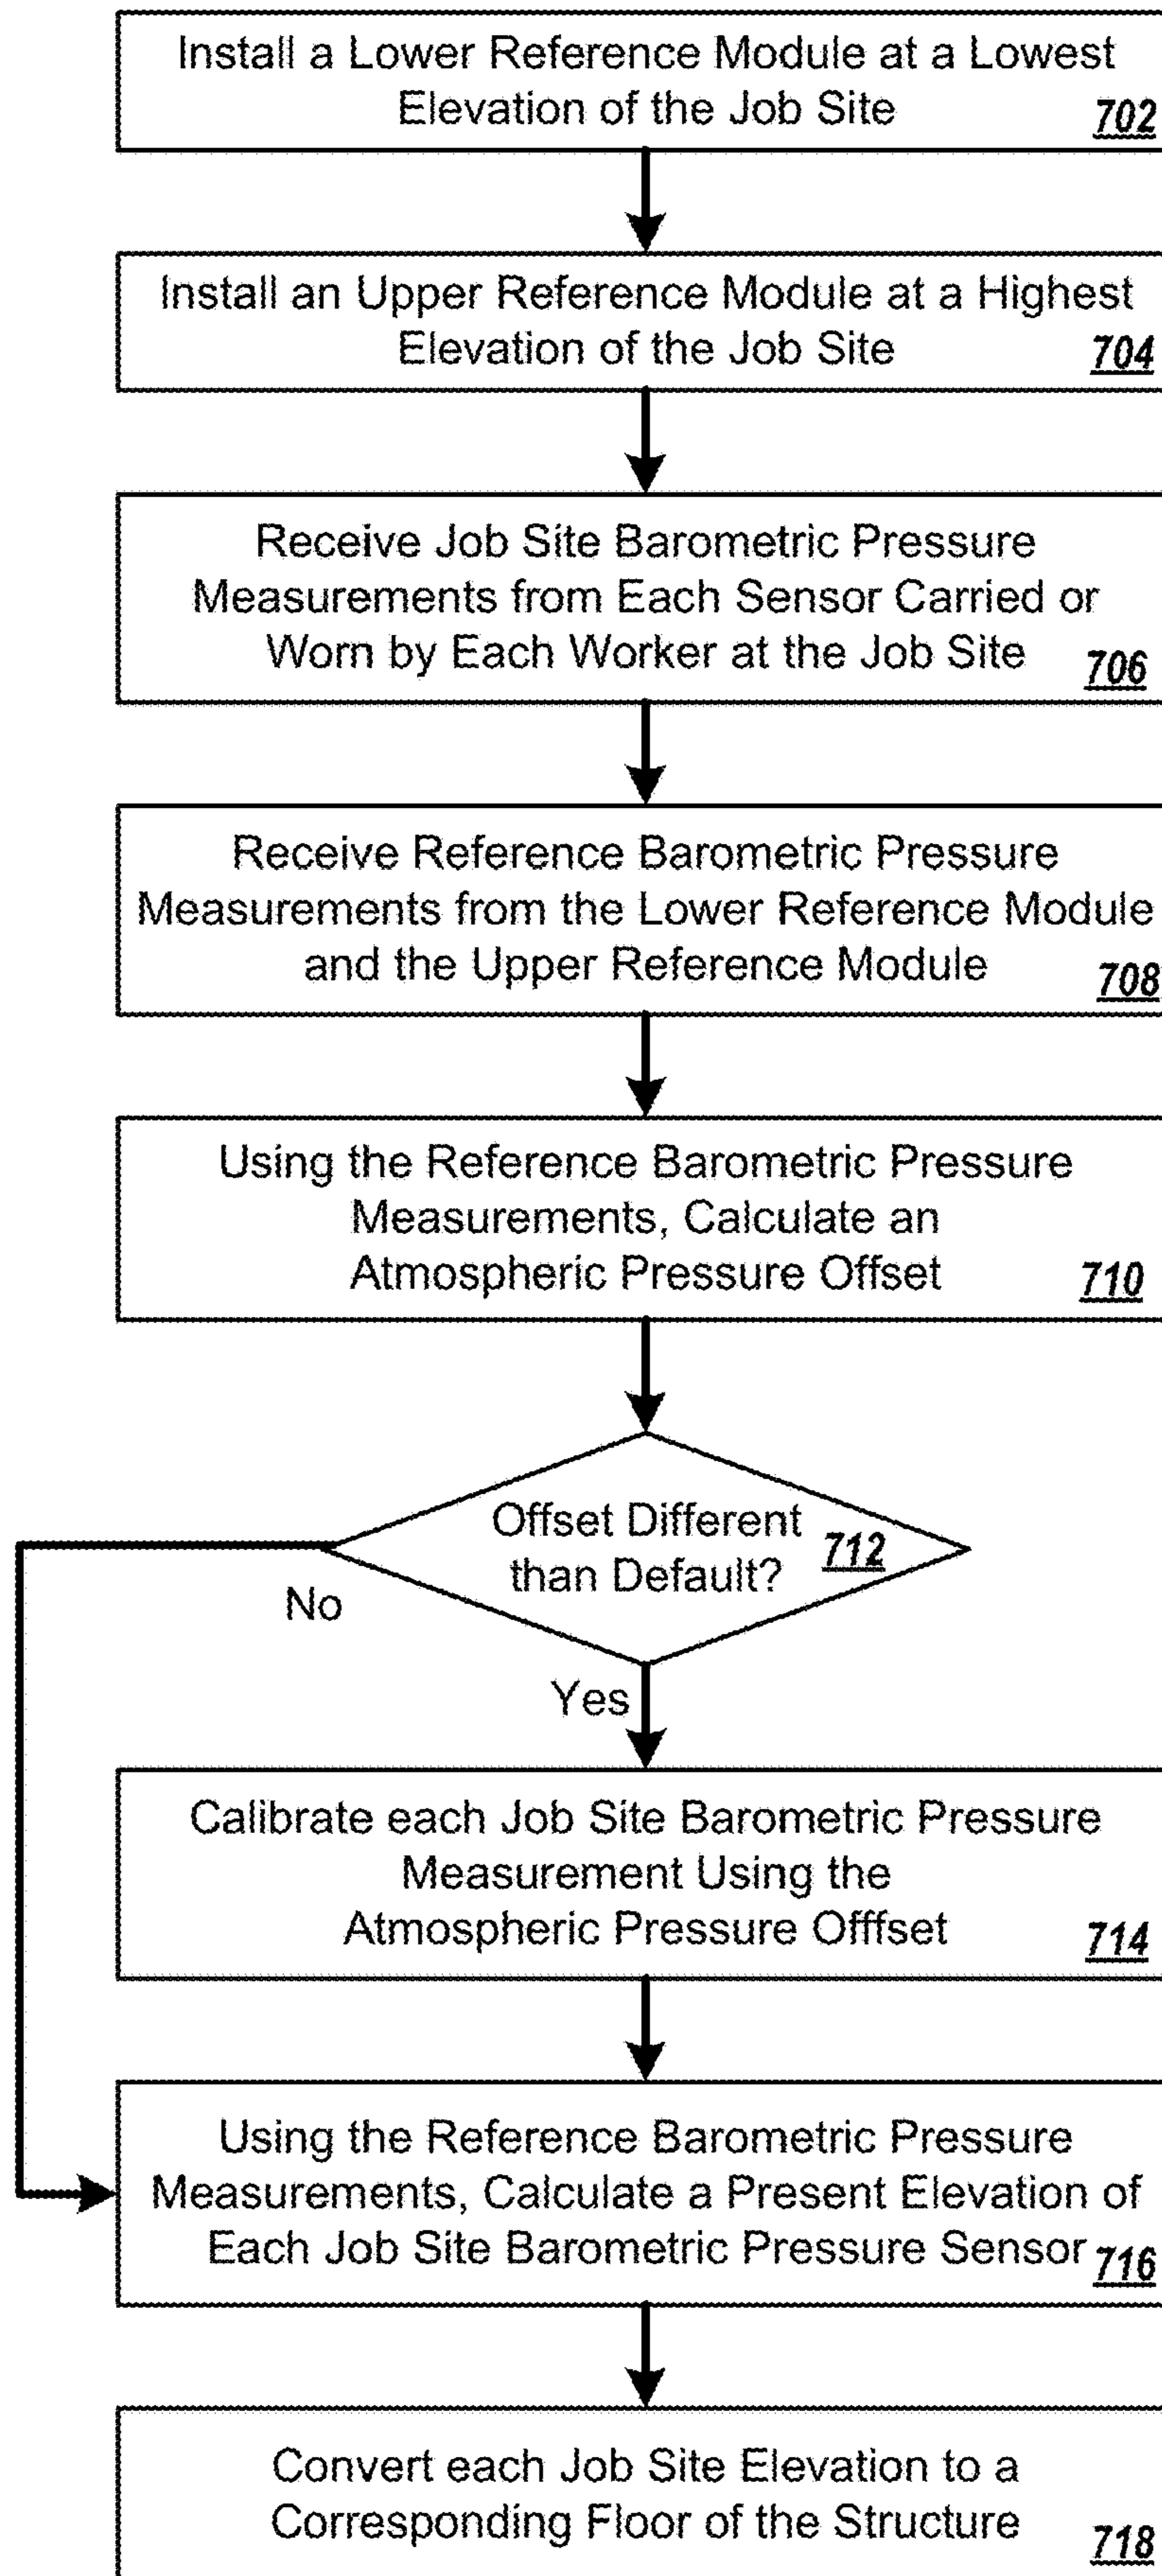 Install a Lower Reference Module at a Lowest
Elevation of the Job Site
702
Install an Upper Reference Module at a Highest
Elevation of the Job Site
704
Receive Job Site Barometric Pressure
Measurements from Each Sensor Carried or
Worn by Each Worker at the Job Site
706
Receive Reference Barometric Pressure
Measurements from the Lower Reference Module
and the Upper Reference Module
708
Using the Reference Barometric Pressure
Measurements, Calculate an
Atmospheric Pressure Offset
710
Offset Different
than Default?
712
No
Yes
Calibrate each Job Site Barometric Pressure
Measurement Using the
Atmospheric Pressure Offfset
714
Using the Reference Barometric Pressure
Measurements, Calculate a Present Elevation of
Each Job Site Barometric Pressure Sensor
716
Convert each Job Site Elevation to a
Corresponding Floor of the Structure
718